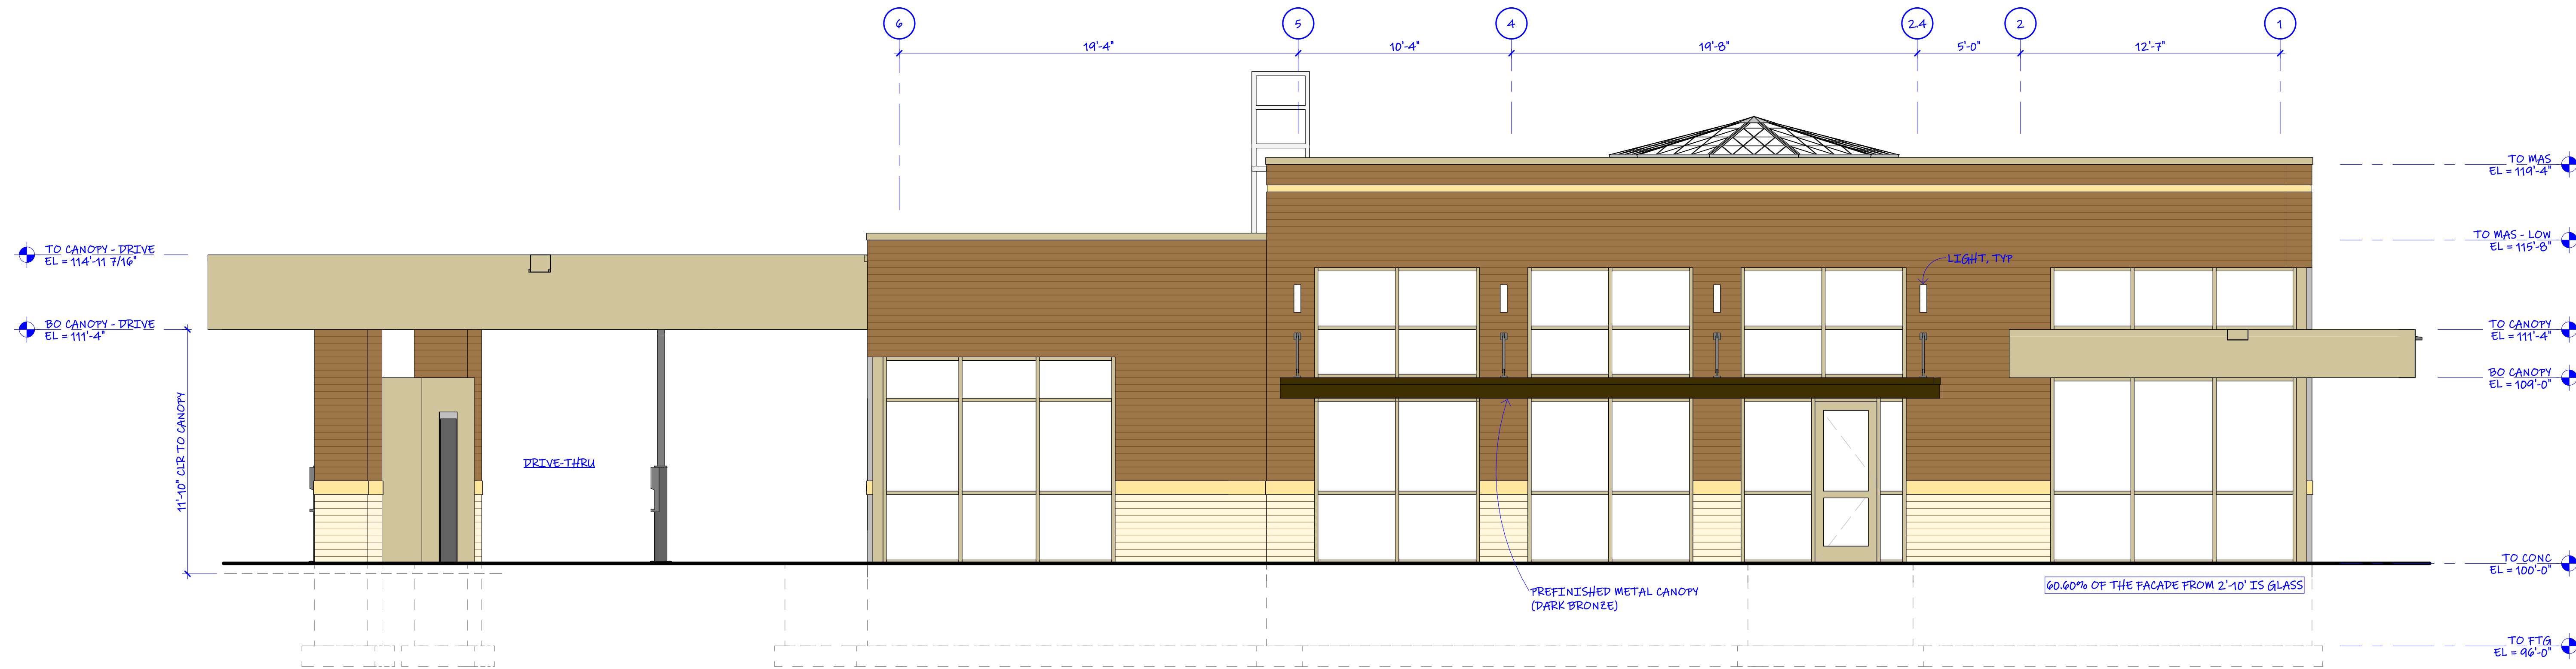 6
5
4
2.4
2
1
19'-4"
10'-4"
19'-8"
5'-0"
12'-7"
TO MAS
EL = 119'-4"
TO MAS - LOW
EL = 115'-8"
TO CANOPY - DRIVE
EL = 114'-11 7/16"
LIGHT, TYP
BO CANOPY - DRIVE
EL = 111'-4"
TO CANOPY
EL = 111'-4"
BO CANOPY
EL = 109'-0"
11'-10" CLR TO CANOPY
DRIVE-THRU
TO CONC
EL = 100'-0"
60.60% OF THE FACADE FROM 2'-10' IS GLASS
PREFINISHED METAL CANOPY
(DARK BRONZE)
TO FTG
EL = 96'-0"